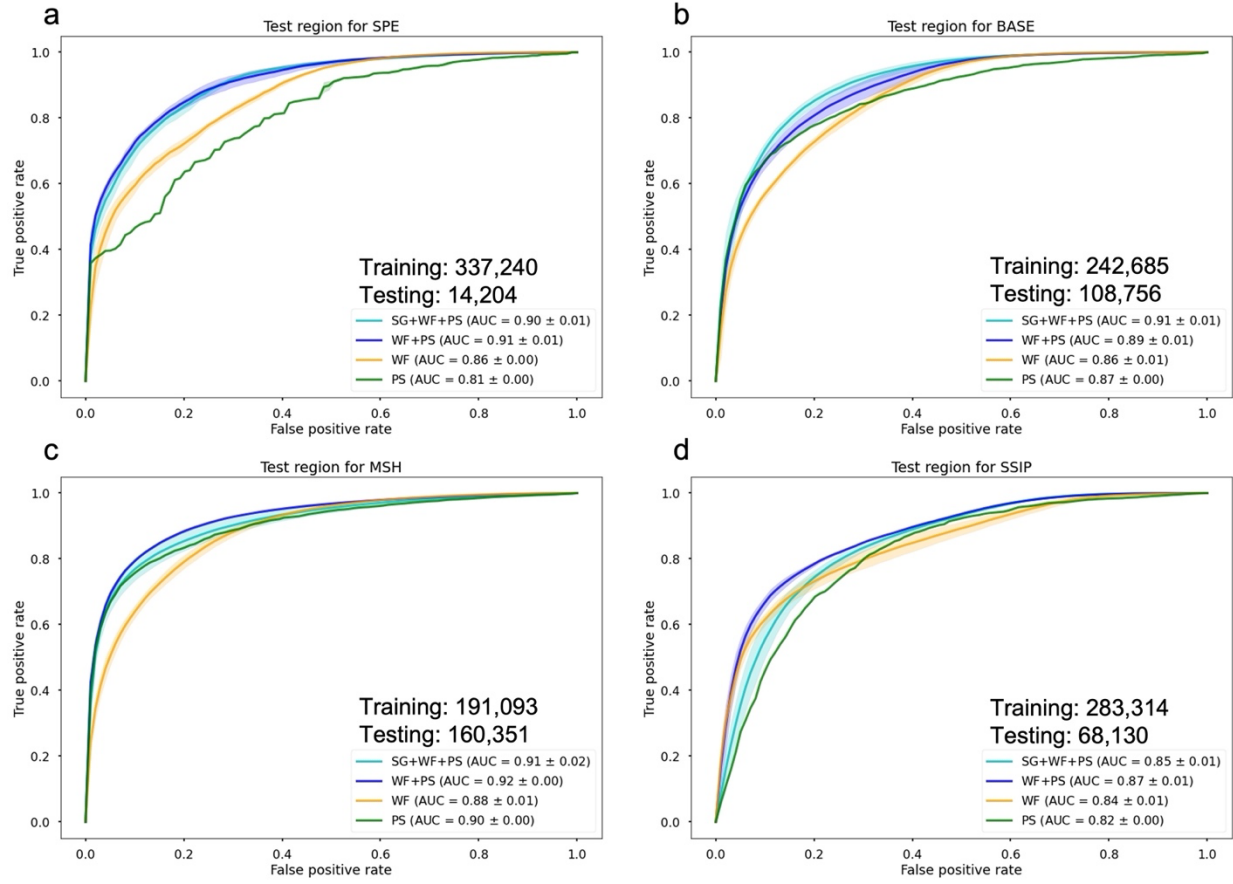 a
Test region for SPE
1.0
0.8
0.6
0.4
0.2
0.0
True positive rate
Training: 337,240
Testing: 14,204
SG+WF+PS (AUC = 0.90 ± 0.01)
WF+PS (AUC = 0.91 ± 0.01)
WF (AUC = 0.86 ± 0.00)
PS (AUC = 0.81 ± 0.00)
0.0 0.2 0.4 0.6 0.8 1.0
False positive rate
b
Test region for BASE
1.0
0.8
0.6
0.4
0.2
0.0
True positive rate
Training: 242,685
Testing: 108,756
SG+WF+PS (AUC = 0.91 ± 0.01)
WF+PS (AUC = 0.89 ± 0.01)
WF (AUC = 0.86 ± 0.01)
PS (AUC = 0.87 ± 0.00)
0.0 0.2 0.4 0.6 0.8 1.0
False positive rate
c
Test region for MSH
1.0
0.8
0.6
0.4
0.2
0.0
True positive rate
Training: 191,093
Testing: 160,351
SG+WF+PS (AUC = 0.91 ± 0.02)
WF+PS (AUC = 0.92 ± 0.00)
WF (AUC = 0.88 ± 0.01)
PS (AUC = 0.90 ± 0.00)
0.0 0.2 0.4 0.6 0.8 1.0
False positive rate
d
Test region for SSIP
1.0
0.8
0.6
0.4
0.2
0.0
True positive rate
Training: 283,314
Testing: 68,130
SG+WF+PS (AUC = 0.85 ± 0.01)
WF+PS (AUC = 0.87 ± 0.01)
WF (AUC = 0.84 ± 0.01)
PS (AUC = 0.82 ± 0.00)
0.0 0.2 0.4 0.6 0.8 1.0
False positive rate